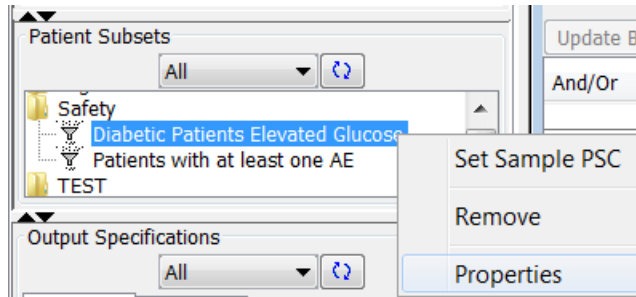 Patient Subsets
All
Safety
Diabetic Patients Elevated Glucose
Patients with at least one AE
TEST
Output Specifications
All
Update B
And/Or
Set Sample PSC
Remove
Properties